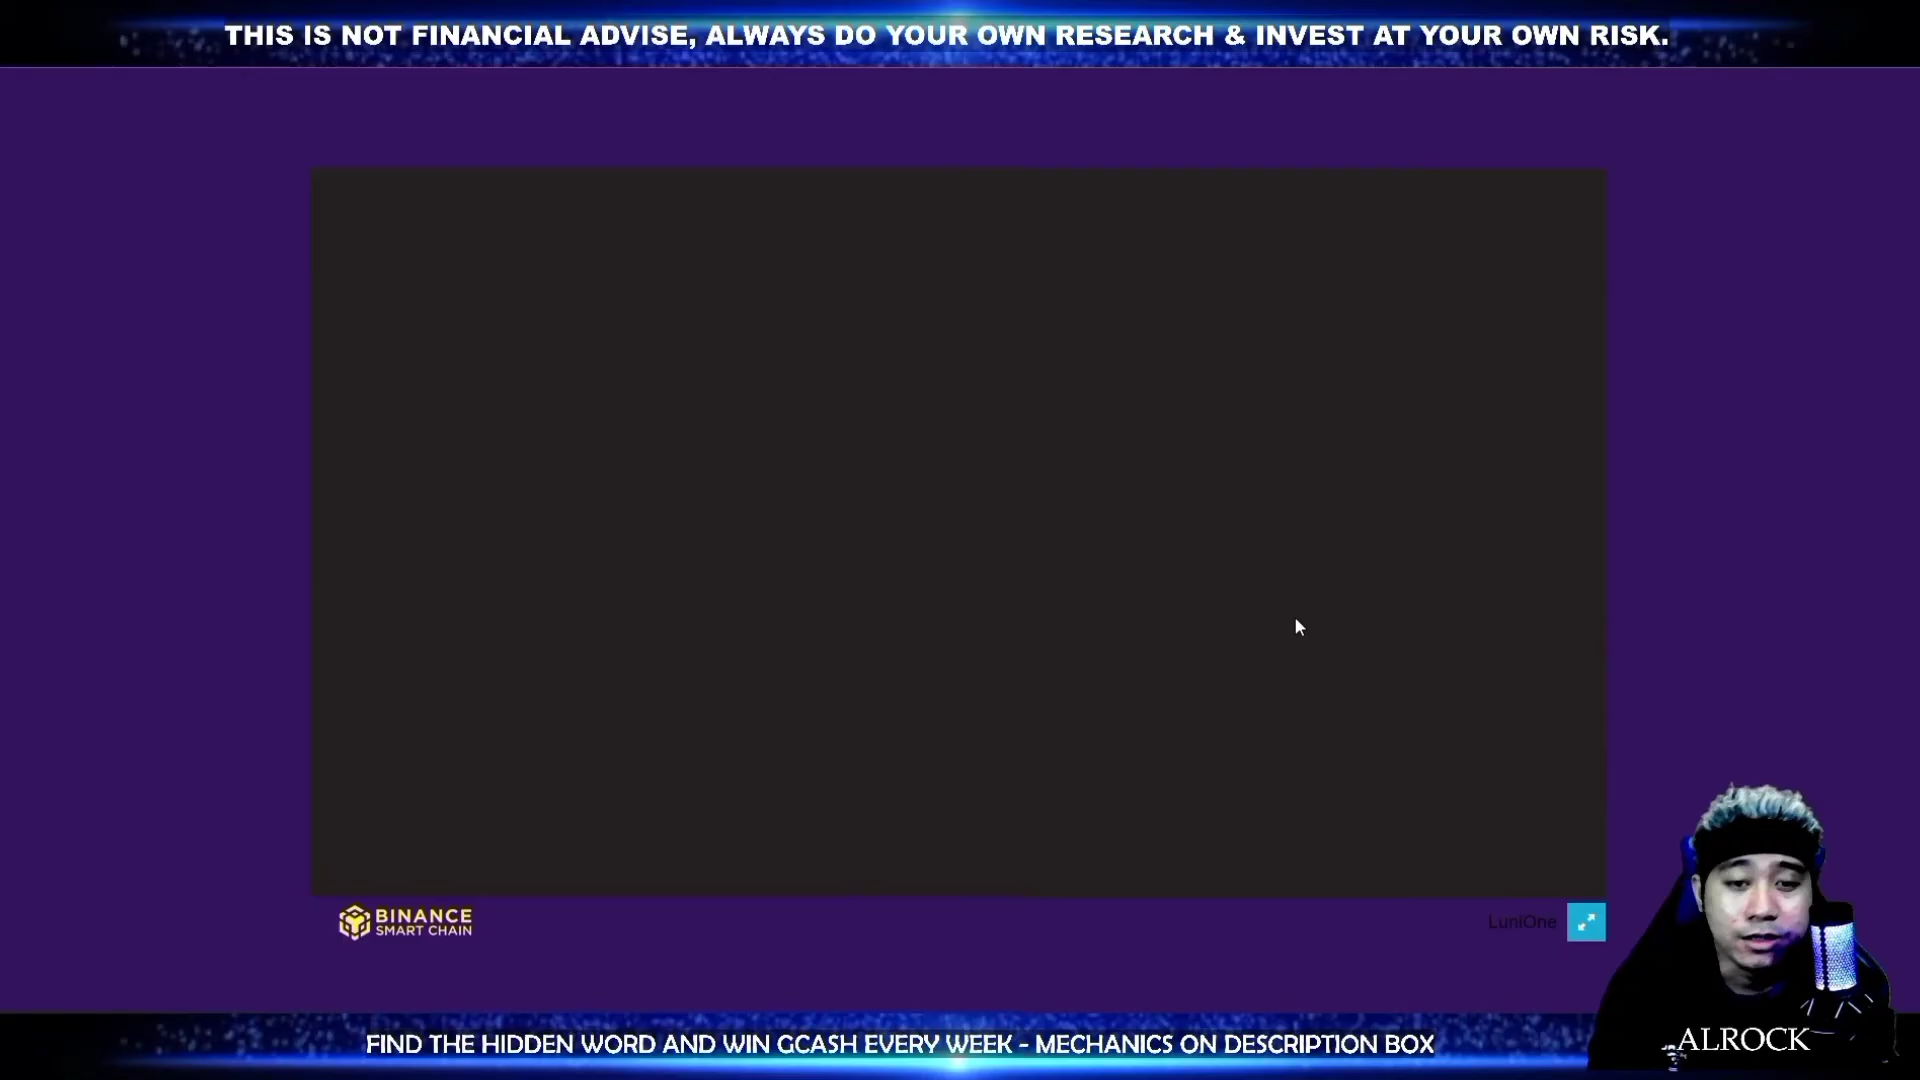 THIS IS NOT FINANCIAL ADVISE, ALWAYS DO YOUR OWN RESEARCH & INVEST AT YOUR OWN RISK.
BINANCE
SMART CHAIN
LuniOne
ALROCK
FIND THE HIDDEN WORD AND WIN GCASH EVERY WEEK - MECHANICS ON DESCRIPTION BOX